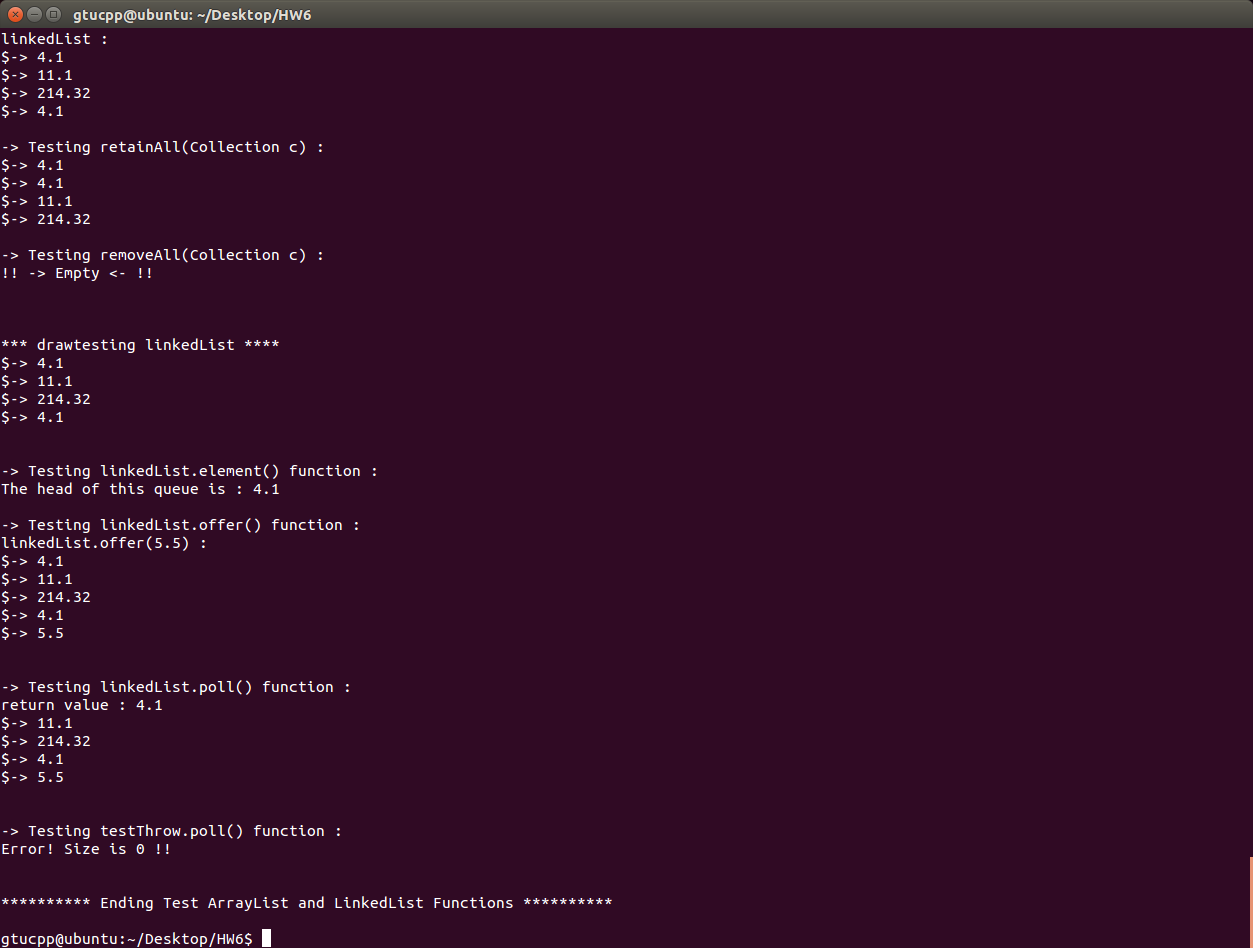 gtucpp@ubuntu: ~/Desktop/HW6
linkedList :
$-> 4.1
$-> 11.1
$-> 214.32
$-> 4.1
-> Testing retainAll(Collection c) :
$-> 4.1
$-> 4.1
$-> 11.1
$-> 214.32
-> Testing removeAll(Collection c) :
!! -> Empty <- !!
*** drawtesting linkedList ****
$-> 4.1
$-> 11.1
$-> 214.32
$-> 4.1
-> Testing linkedList.element() function :
The head of this queue is : 4.1
-> Testing linkedList.offer() function :
linkedList.offer(5.5) :
$-> 4.1
$-> 11.1
$-> 214.32
$-> 4.1
$-> 5.5
-> Testing linkedList.poll() function :
return value : 4.1
$-> 11.1
$-> 214.32
$-> 4.1
$-> 5.5
-> Testing testThrow.poll() function :
Error! Size is 0 !!
********** Ending Test ArrayList and LinkedList Functions **********
gtucpp@ubuntu:~/Desktop/HW6$